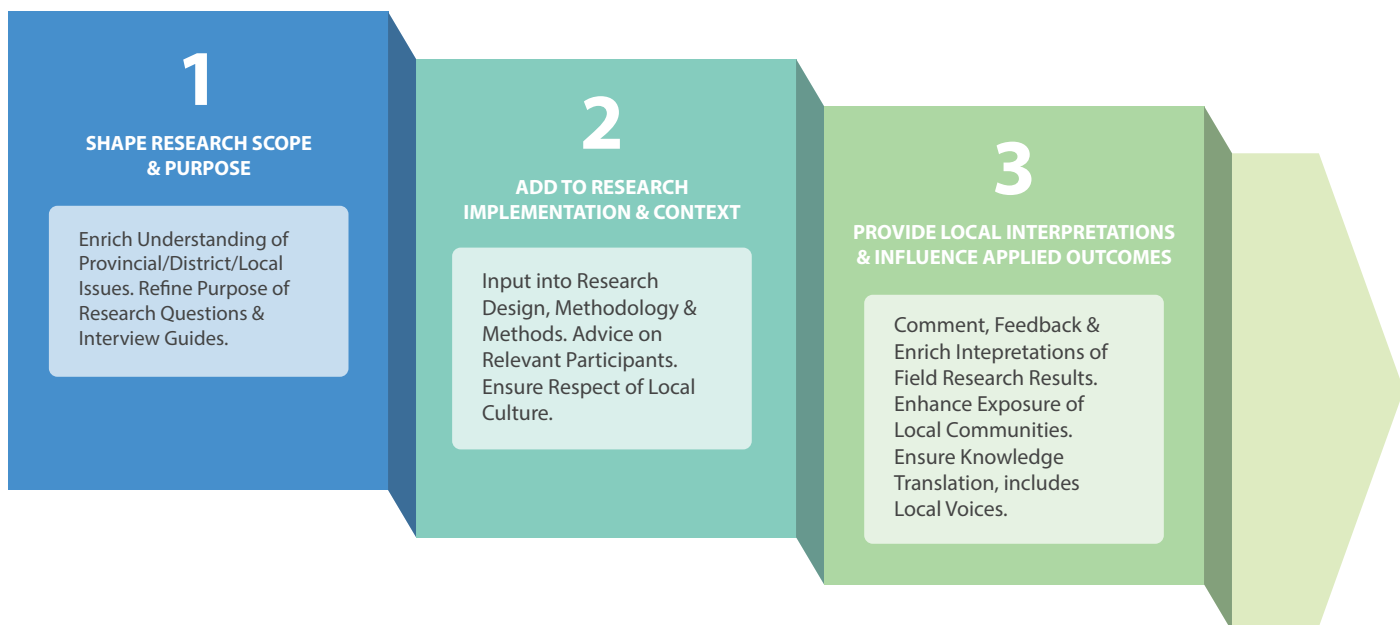 1
SHAPE RESEARCH SCOPE
& PURPOSE
Enrich Understanding of
Provincial/District/Local
Issues. Refine Purpose of
Research Questions &
Interview Guides.
2
ADD TO RESEARCH
IMPLEMENTATION & CONTEXT
Input into Research
Design, Methodology &
Methods. Advice on
Relevant Participants.
Ensure Respect of Local
Culture.
3
PROVIDE LOCAL INTERPRETATIONS
& INFLUENCE APPLIED OUTCOMES
Comment, Feedback &
Enrich Intepretations of
Field Research Results.
Enhance Exposure of
Local Communities.
Ensure Knowledge
Translation, includes
Local Voices.